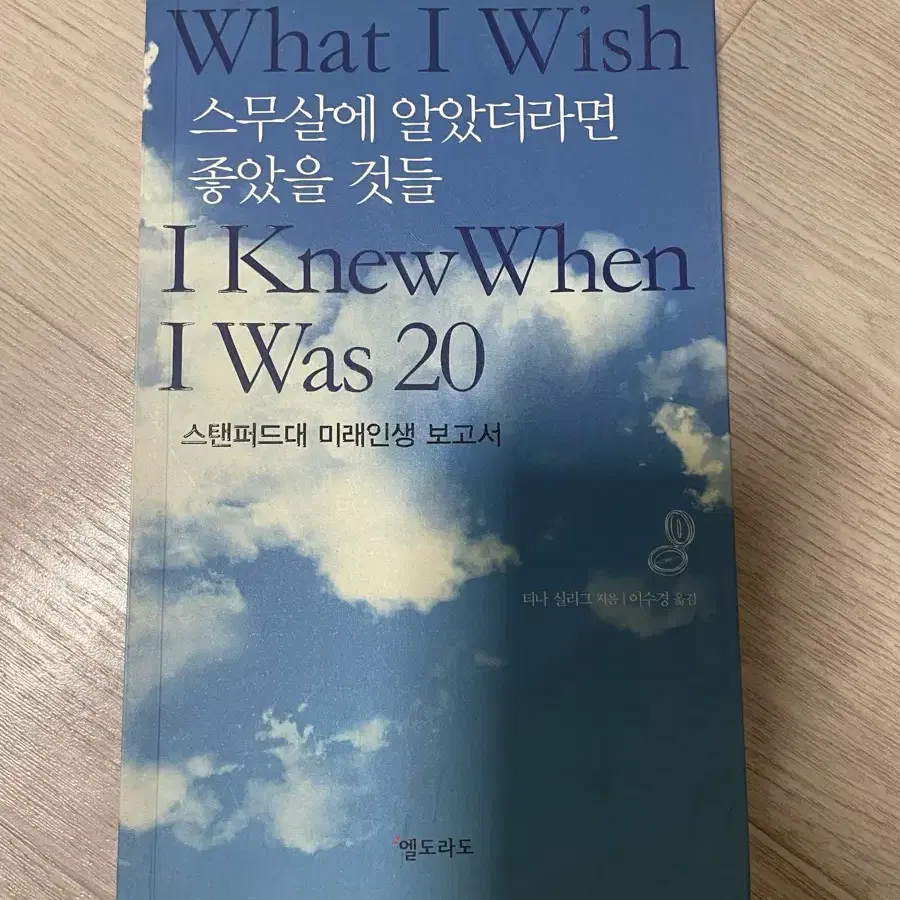 What I Wish
스무살에 알았더라면
좋았을 것들
I Knew When
I Was 20
스탠퍼드대 미래인생 보고서
티나 실리그 지음 | 이수경 옮김
엘도라도